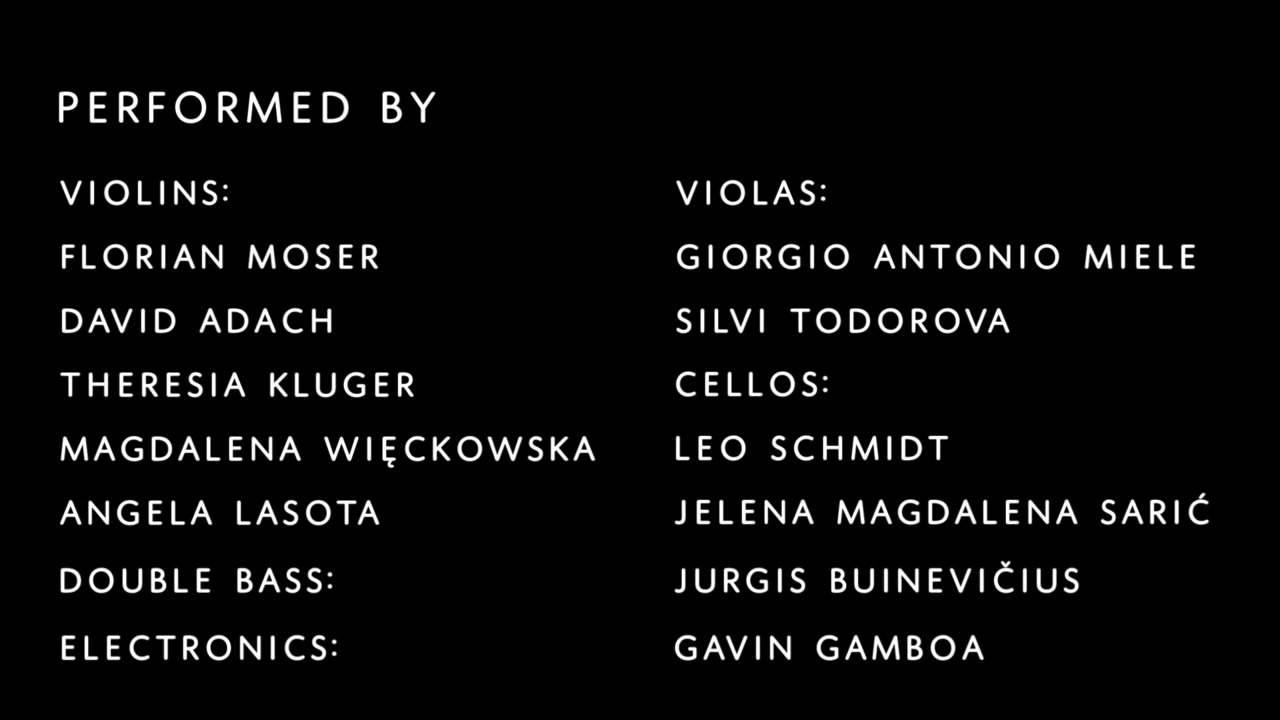 PERFORMED BY
VIOLINS:
FLORIAN MOSER
DAVID ADACH
THERESIA KLUGER
MAGDALENA WIĘCKOWSKA
ANGELA LASOTA
VIOLAS:
GIORGIO ANTONIO MIELE
SILVI TODOROVA
CELLOS:
LEO SCHMIDT
JELENA MAGDALENA SARIĆ
DOUBLE BASS: JURGIS BUINEVIČIUS
ELECTRONICS: GAVIN GAMBOA